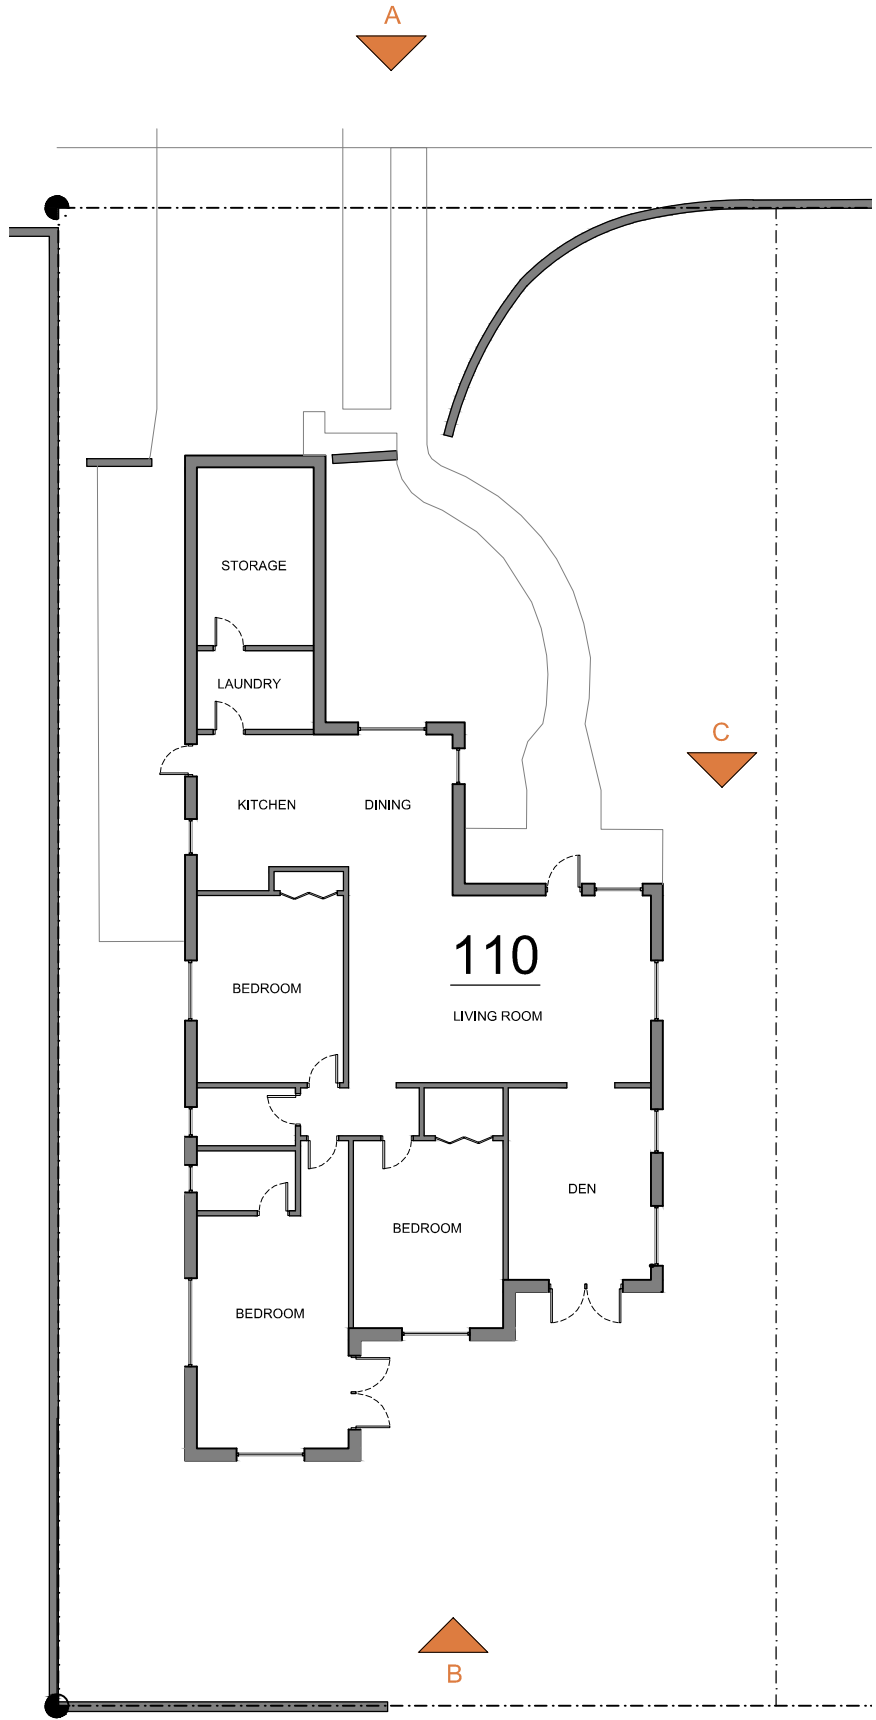 A
STORAGE
LAUNDRY
C
KITCHEN
DINING
110
BEDROOM
LIVING ROOM
DEN
BEDROOM
BEDROOM
B